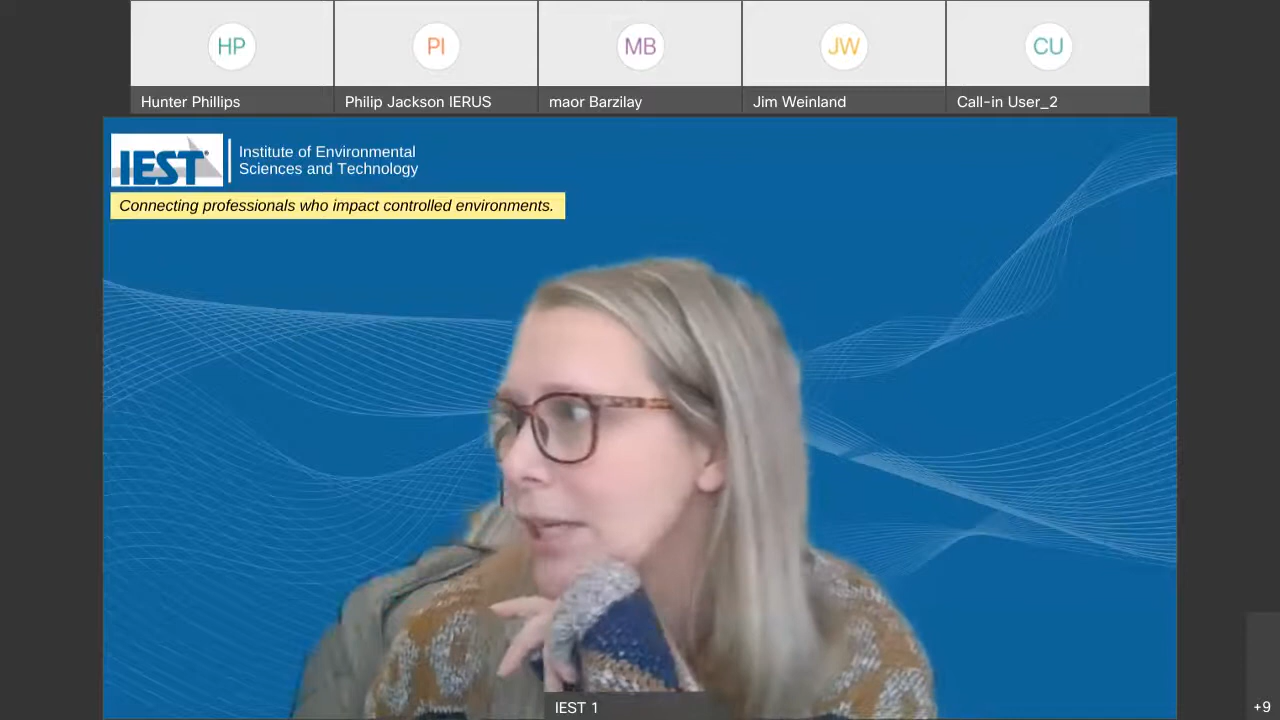 HP
PI
MB
JW
CU
Hunter Phillips
Philip Jackson IERUS
maor Barzilay
Jim Weinland
Call-in User_2
IEST
Institute of Environmental
Sciences and Technology
Connecting professionals who impact controlled environments.
IEST 1
+9